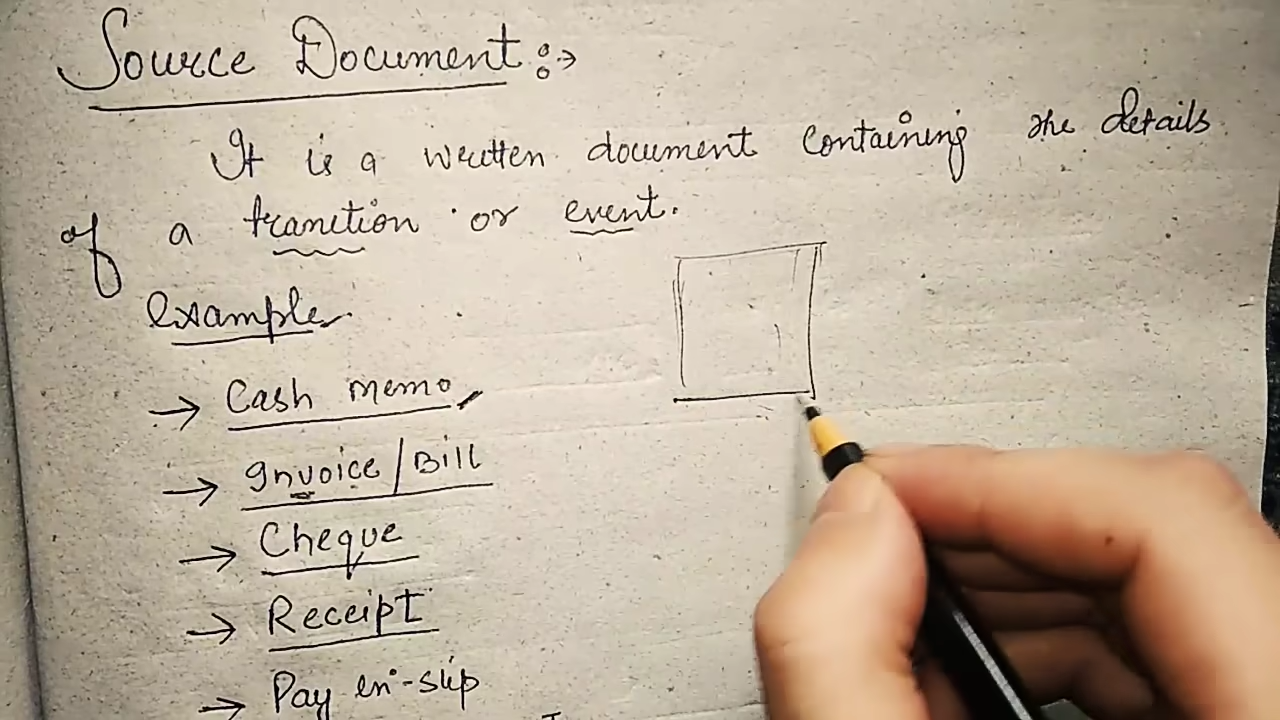 Source Document :→
It is a written document containing the details
of a tranction or event.
example
→ Cash memo
→ Invoice/Bill
→ Cheque
→ Receipt
→ Pay en-slip